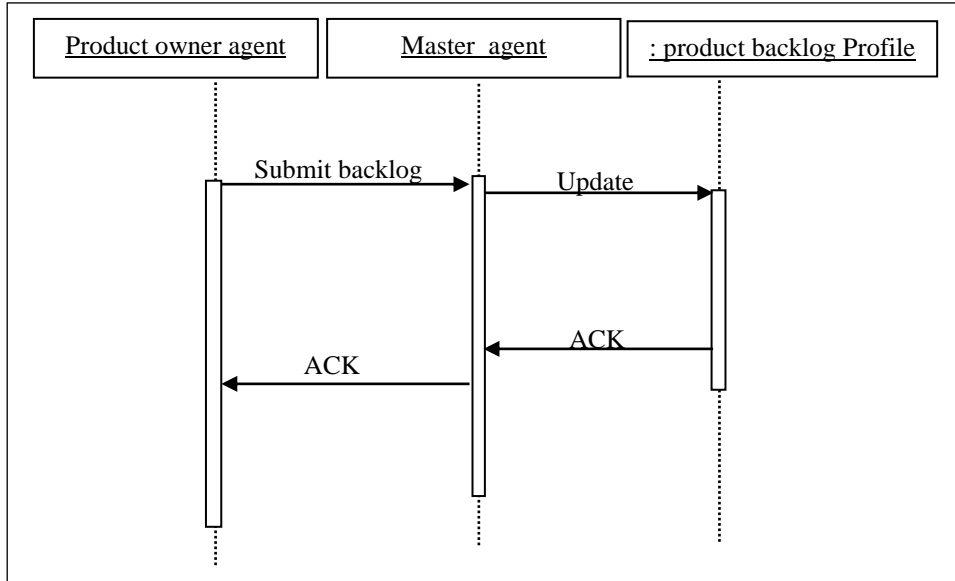 Product owner agent
Master agent
: product backlog Profile
Submit backlog
Update
ACK
ACK